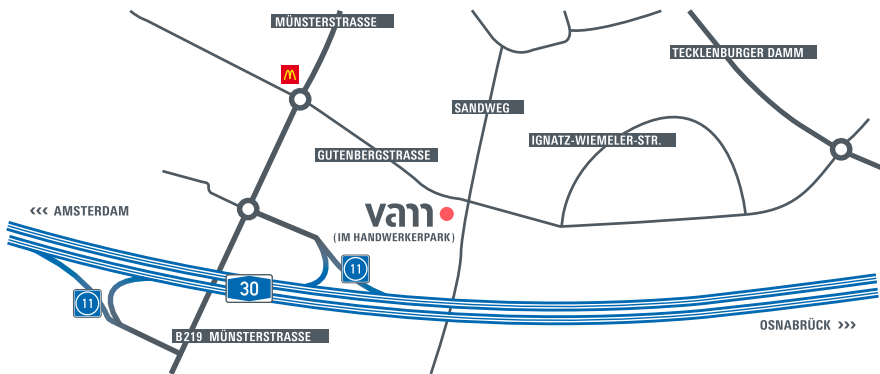 MÜNSTERSTRASSE
TECKLENBURGER DAMM
SANDWEG
IGNATZ-WIEMELER-STR.
GUTENBERGSTRASSE
‹‹‹ AMSTERDAM
vam
(IM HANDWERKERPARK)
11
30
11
OSNABRÜCK ›››
B219 MÜNSTERSTRASSE